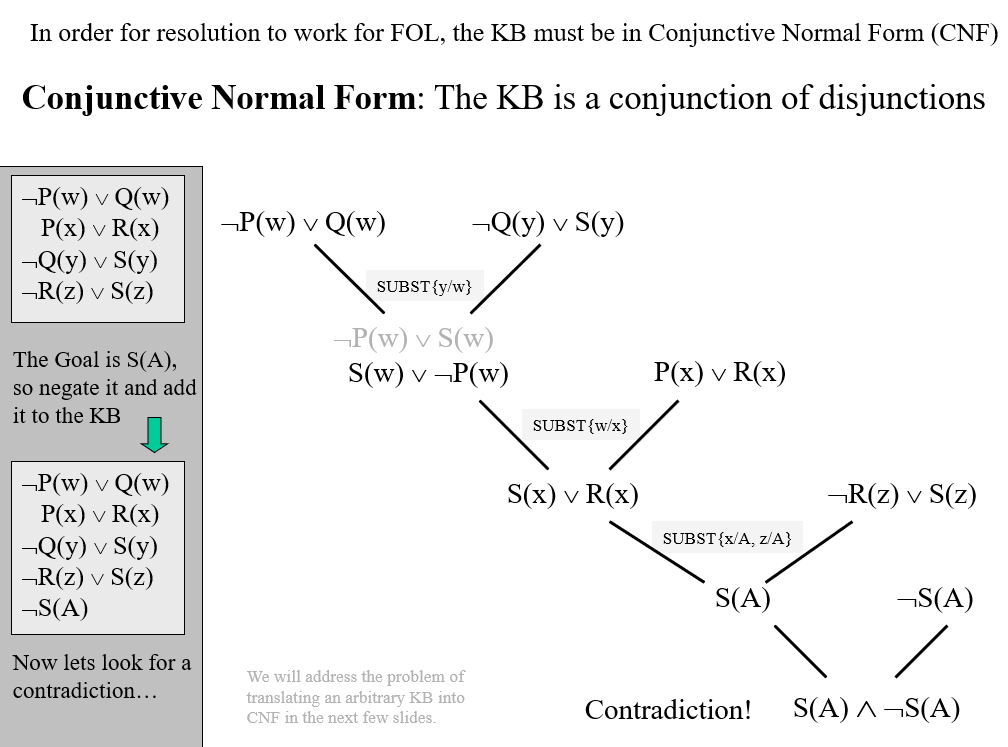 In order for resolution to work for FOL, the KB must be in Conjunctive Normal Form (CNF)
Conjunctive Normal Form: The KB is a conjunction of disjunctions
¬P(w) ∨ Q(w)
P(x) ∨ R(x)
¬Q(y) ∨ S(y)
¬R(z) ∨ S(z)
The Goal is S(A),
so negate it and add
it to the KB
¬P(w) ∨ Q(w)
P(x) ∨ R(x)
¬Q(y) ∨ S(y)
¬R(z) ∨ S(z)
¬S(A)
Now lets look for a
contradiction…
¬P(w) ∨ Q(w)
¬Q(y) ∨ S(y)
SUBST{y/w}
¬P(w) ∨ S(w)
S(w) ∨ ¬P(w)
P(x) ∨ R(x)
SUBST{w/x}
S(x) ∨ R(x)
¬R(z) ∨ S(z)
SUBST{x/A, z/A}
S(A)
¬S(A)
Contradiction!
S(A) ∧ ¬S(A)
We will address the problem of
translating an arbitrary KB into
CNF in the next few slides.